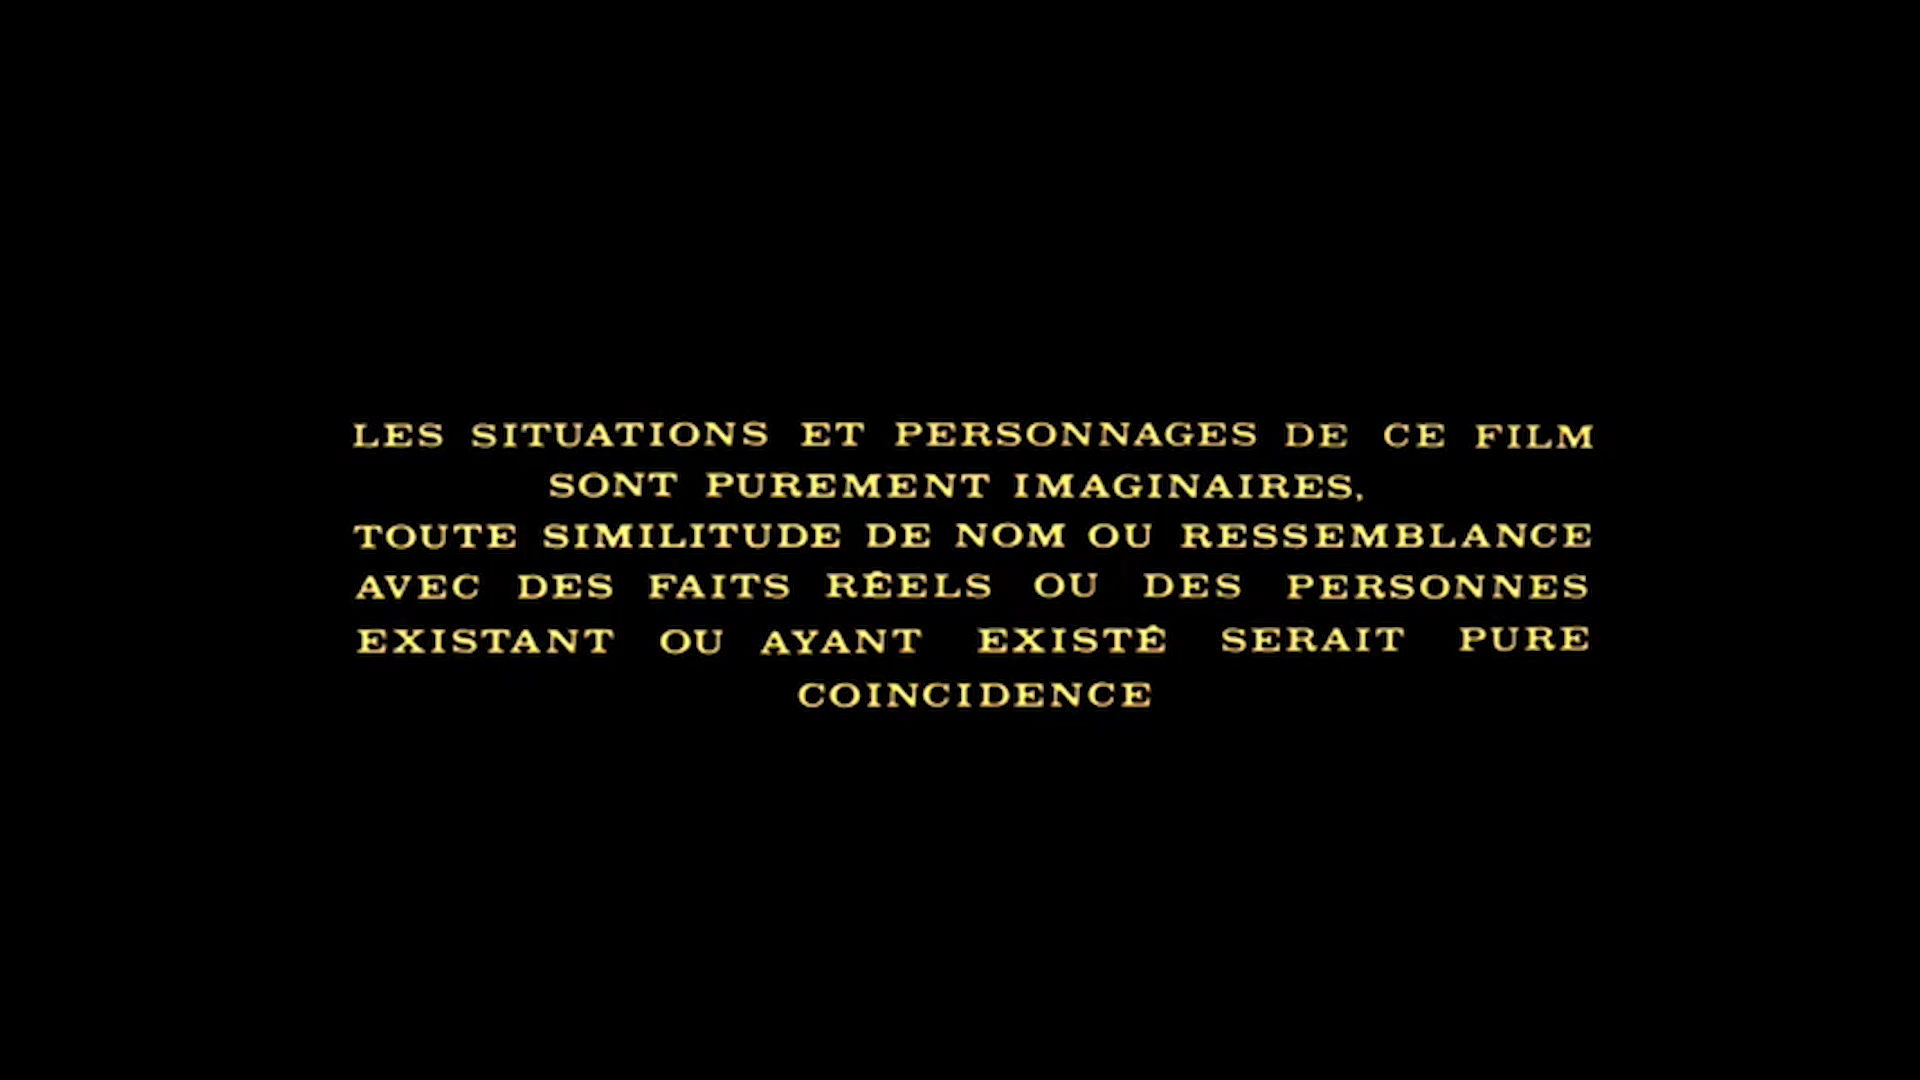 LES SITUATIONS ET PERSONNAGES DE CE FILM
SONT PUREMENT IMAGINAIRES,
TOUTE SIMILITUDE DE NOM OU RESSEMBLANCE
AVEC DES FAITS RÉELS OU DES PERSONNES
EXISTANT OU AYANT EXISTÉ SERAIT PURE
COINCIDENCE